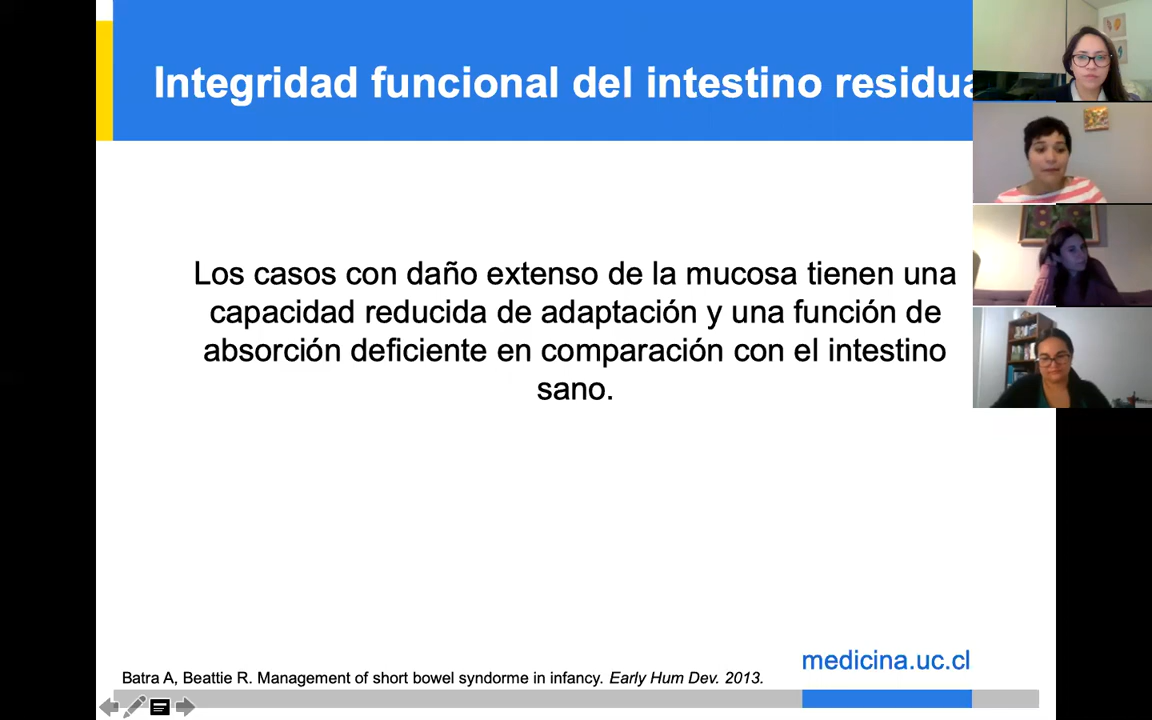 Integridad funcional del intestino residua
Los casos con daño extenso de la mucosa tienen una
capacidad reducida de adaptación y una función de
absorción deficiente en comparación con el intestino
sano.
medicina.uc.cl
Batra A, Beattie R. Management of short bowel syndorme in infancy. Early Hum Dev. 2013.